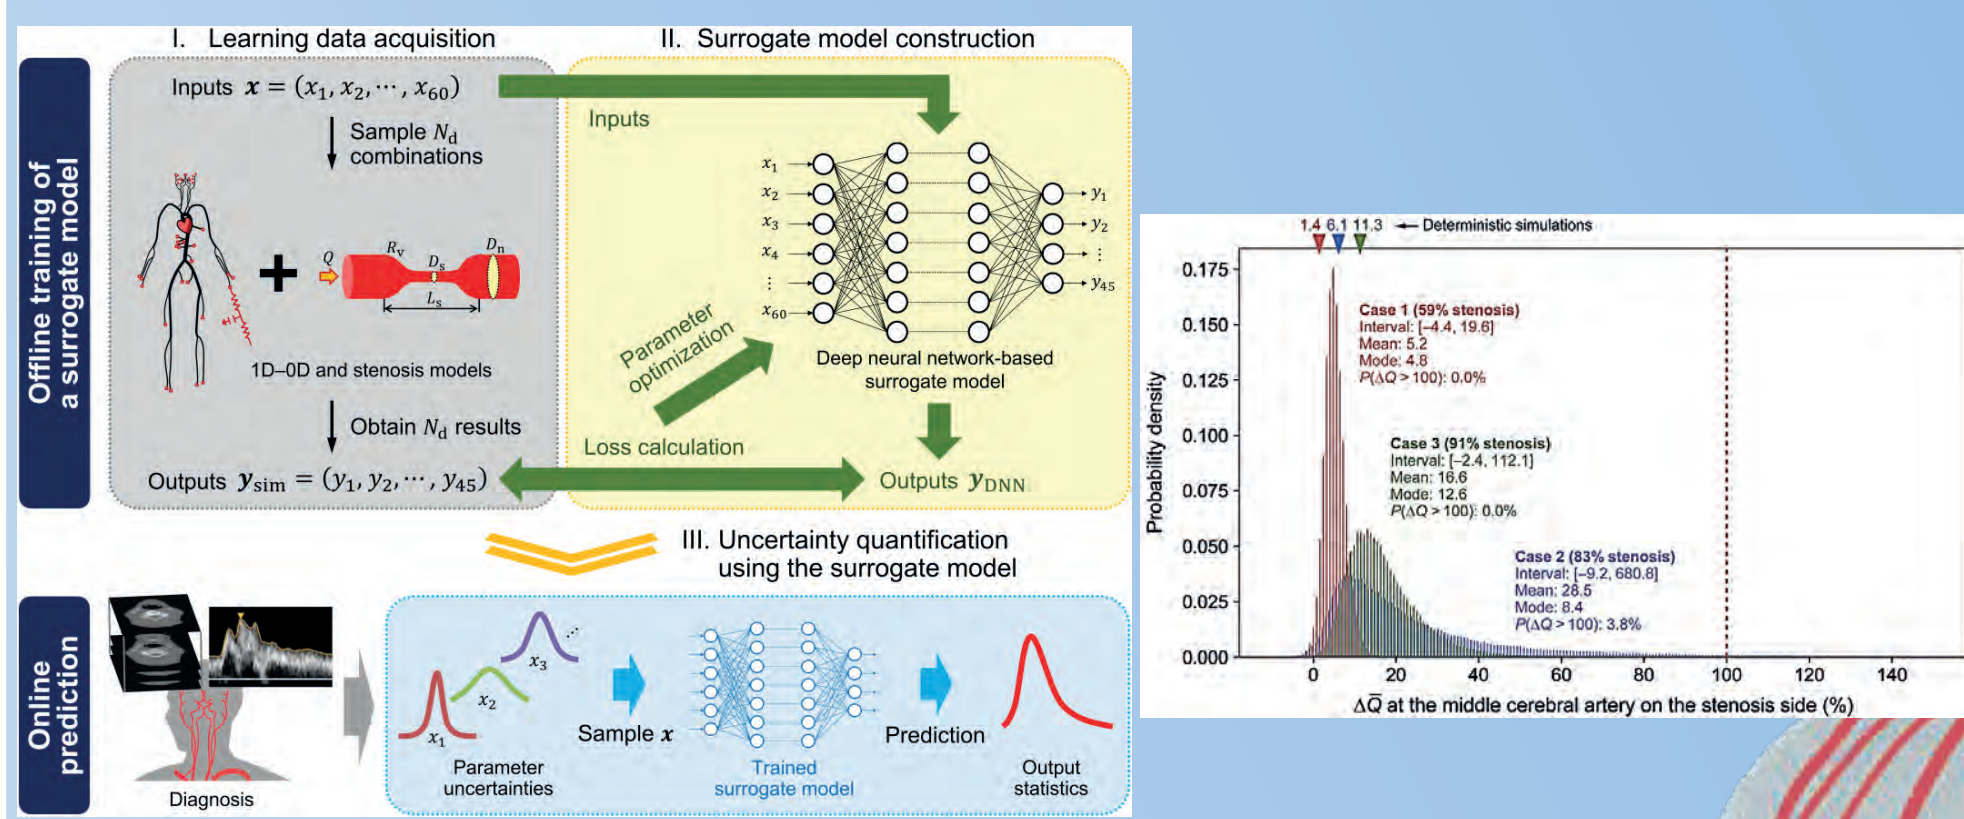 I. Learning data acquisition
II. Surrogate model construction
Offline training of
a surrogate model
Inputs x = (x₁, x₂, ⋯ , x₆₀)
Sample N_d
combinations
Q
R_v
D_s
D_n
L_s
1D–0D and stenosis models
Obtain N_d results
Outputs y_sim = (y₁, y₂, ⋯ , y₄₅)
Inputs
x₁
x₂
x₃
x₄
⋮
x₆₀
y₁
y₂
⋮
y₄₅
Deep neural network-based
surrogate model
Parameter
optimization
Loss calculation
Outputs y_DNN
III. Uncertainty quantification
using the surrogate model
Online
prediction
Diagnosis
x₁
x₂
x₃
⋰
Parameter
uncertainties
Sample x
Trained
surrogate model
Prediction
Output
statistics
1.4 6.1 11.3 ← Deterministic simulations
Probability density
0.175
0.150
0.125
0.100
0.075
0.050
0.025
0.000
Case 1 (59% stenosis)
Interval: [−4.4, 19.6]
Mean: 5.2
Mode: 4.8
P(ΔQ > 100): 0.0%
Case 3 (91% stenosis)
Interval: [−2.4, 112.1]
Mean: 16.6
Mode: 12.6
P(ΔQ > 100): 0.0%
Case 2 (83% stenosis)
Interval: [−9.2, 680.8]
Mean: 28.5
Mode: 8.4
P(ΔQ > 100): 3.8%
0 20 40 60 80 100 120 140
ΔQ̅ at the middle cerebral artery on the stenosis side (%)